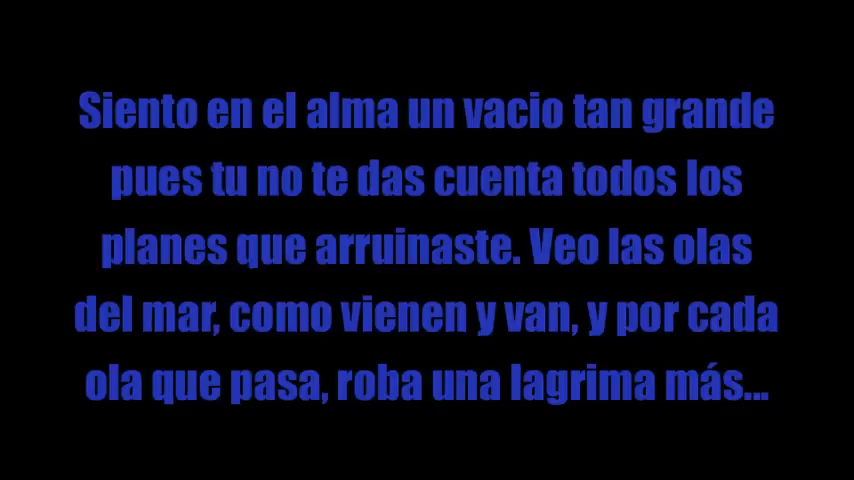 Siento en el alma un vacio tan grande
pues tu no te das cuenta todos los
planes que arruinaste. Veo las olas
del mar, como vienen y van, y por cada
ola que pasa, roba una lagrima más...